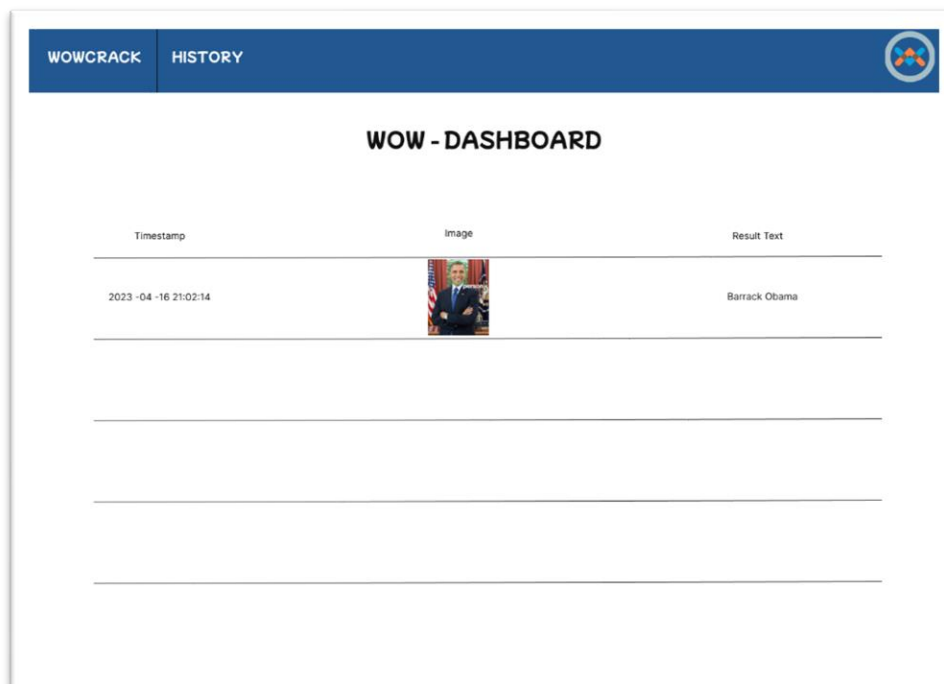 WOWCRACK HISTORY
WOW - DASHBOARD
Timestamp Image Result Text
2023 -04 -16 21:02:14 Barrack Obama